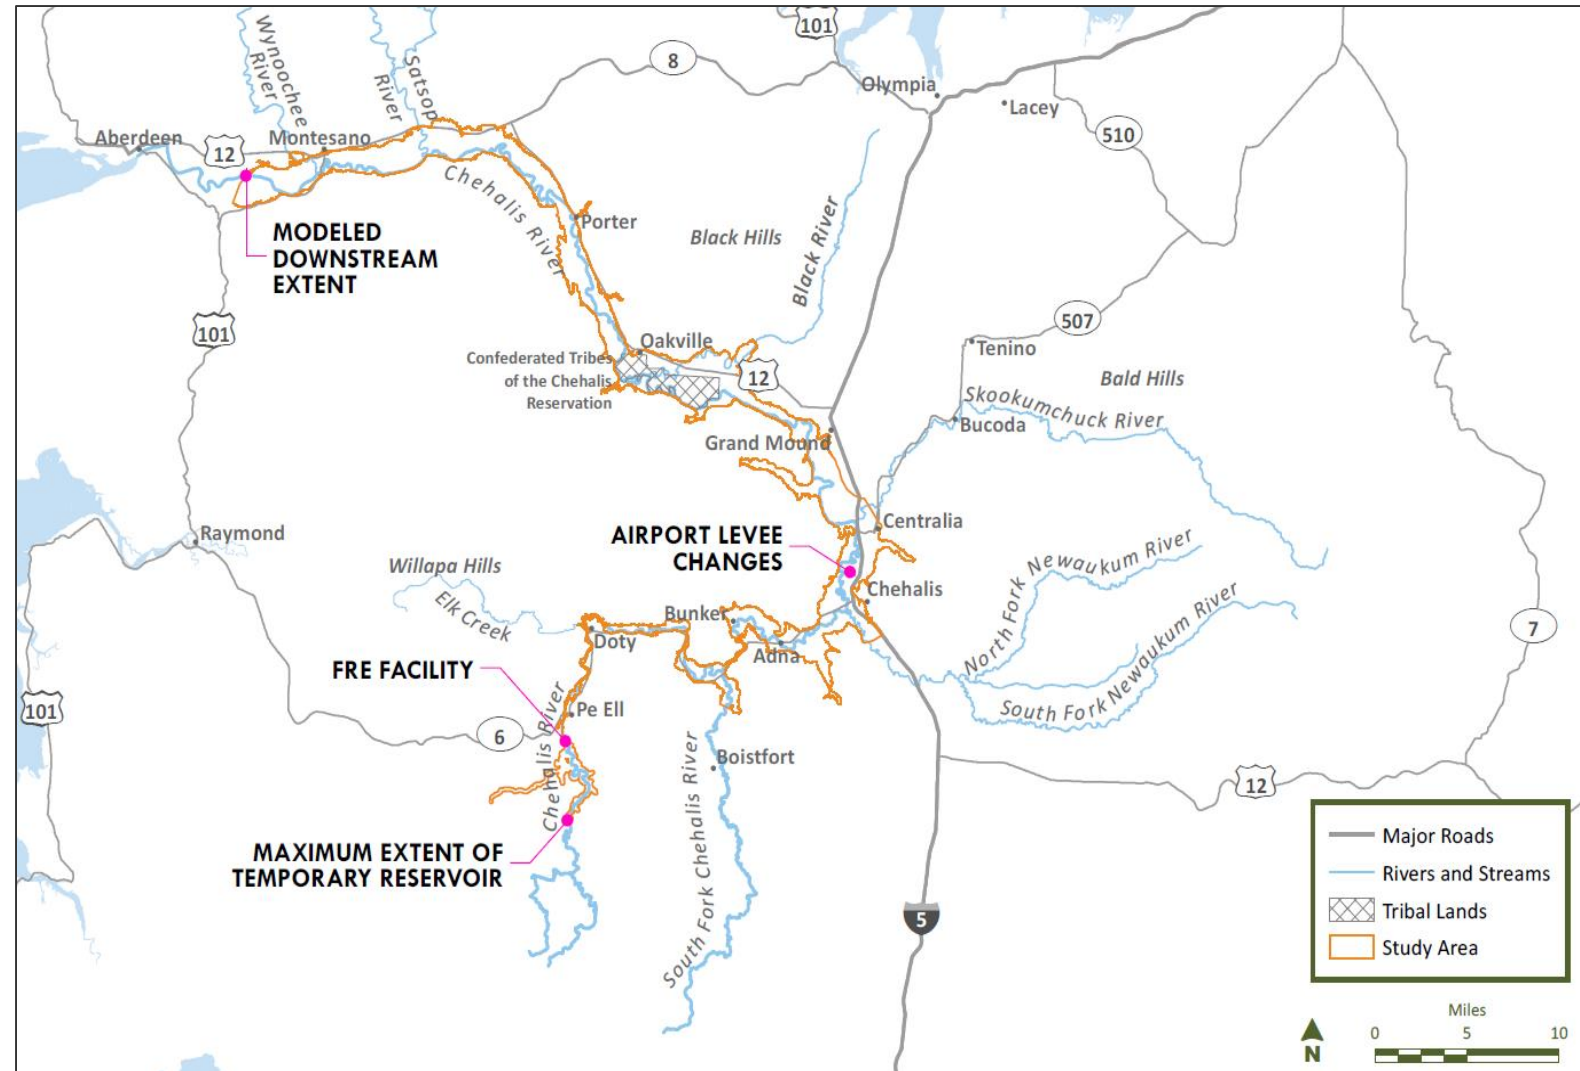 101
8
Olympia
Lacey
510
Wynoochee
River
Satsop
River
Aberdeen
12
Montesano
Chehalis River
Porter
Black Hills
Black River
MODELED
DOWNSTREAM
EXTENT
101
507
Oakville
Tenino
Confederated Tribes
of the Chehalis
Reservation
12
Bald Hills
Skookumchuck River
Bucoda
Grand Mound
Raymond
AIRPORT LEVEE
CHANGES
Centralia
Willapa Hills
Elk Creek
North Fork Newaukum River
Chehalis
Bunker
Doty
Adna
South Fork Newaukum River
7
FRE FACILITY
Chehalis River
Pe Ell
101
6
Boistfort
South Fork Chehalis River
12
MAXIMUM EXTENT OF
TEMPORARY RESERVOIR
5
Major Roads
Rivers and Streams
Tribal Lands
Study Area
Miles
0 5 10
N